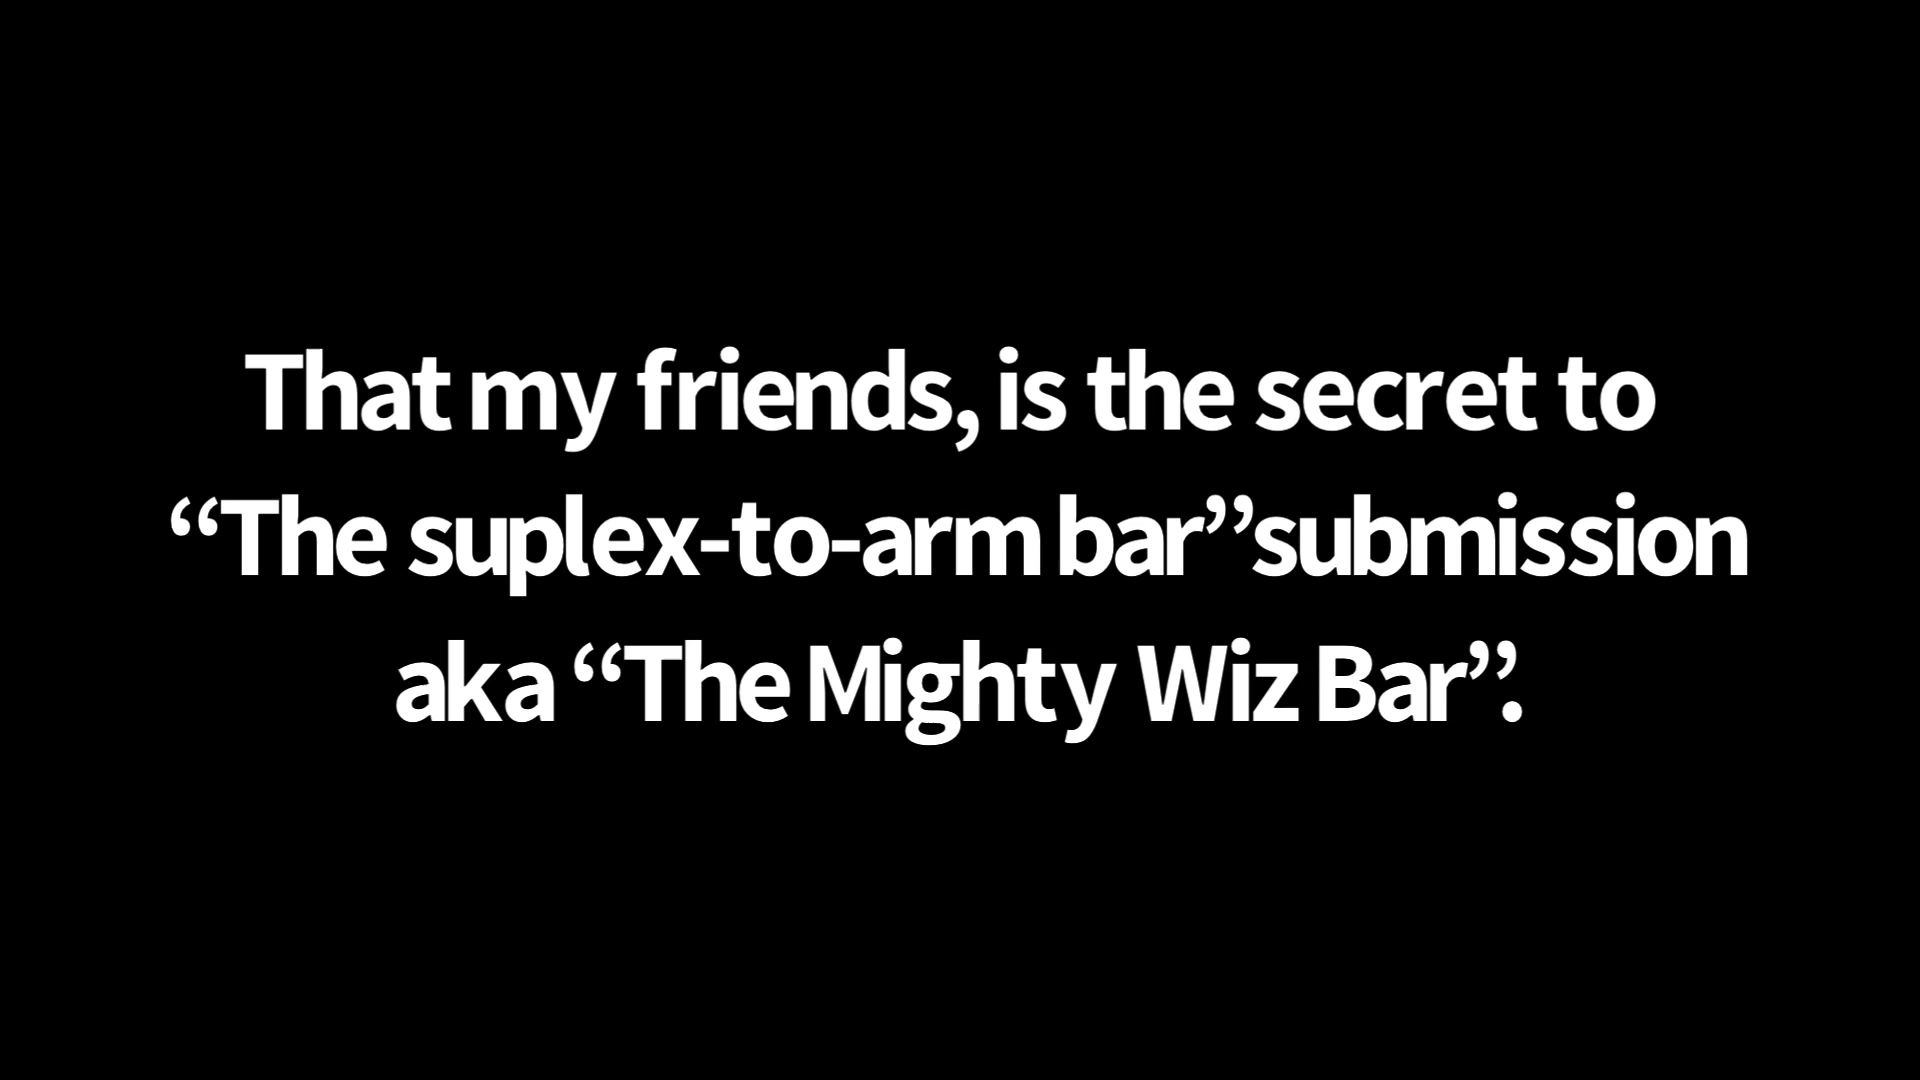 That my friends, is the secret to
“The suplex-to-arm bar”submission
aka “The Mighty Wiz Bar”.